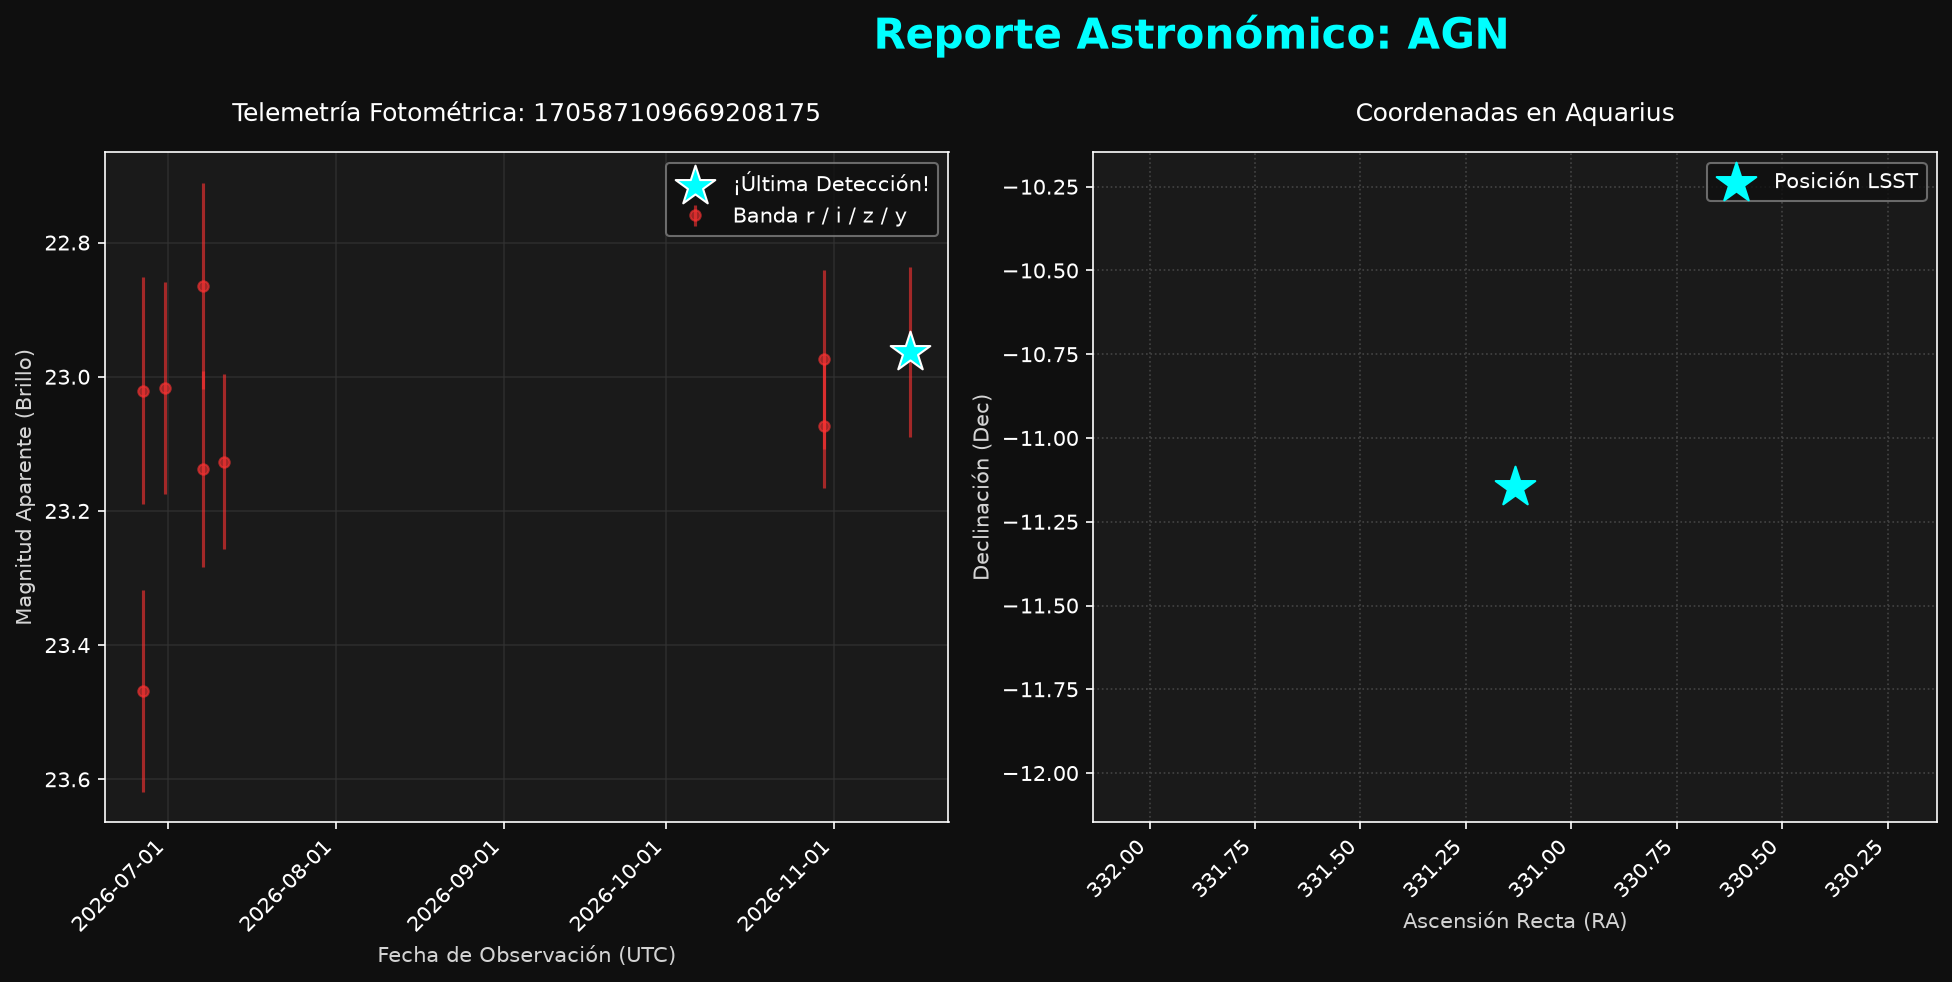 Reporte Astronómico: AGN
Telemetría Fotométrica: 170587109669208175
¡Última Detección!
Banda r / i / z / y
Magnitud Aparente (Brillo)
22.8
23.0
23.2
23.4
23.6
2026-07-01
2026-08-01
2026-09-01
2026-10-01
2026-11-01
Fecha de Observación (UTC)
Coordenadas en Aquarius
Posición LSST
Declinación (Dec)
−10.25
−10.50
−10.75
−11.00
−11.25
−11.50
−11.75
−12.00
332.00
331.75
331.50
331.25
331.00
330.75
330.50
330.25
Ascensión Recta (RA)